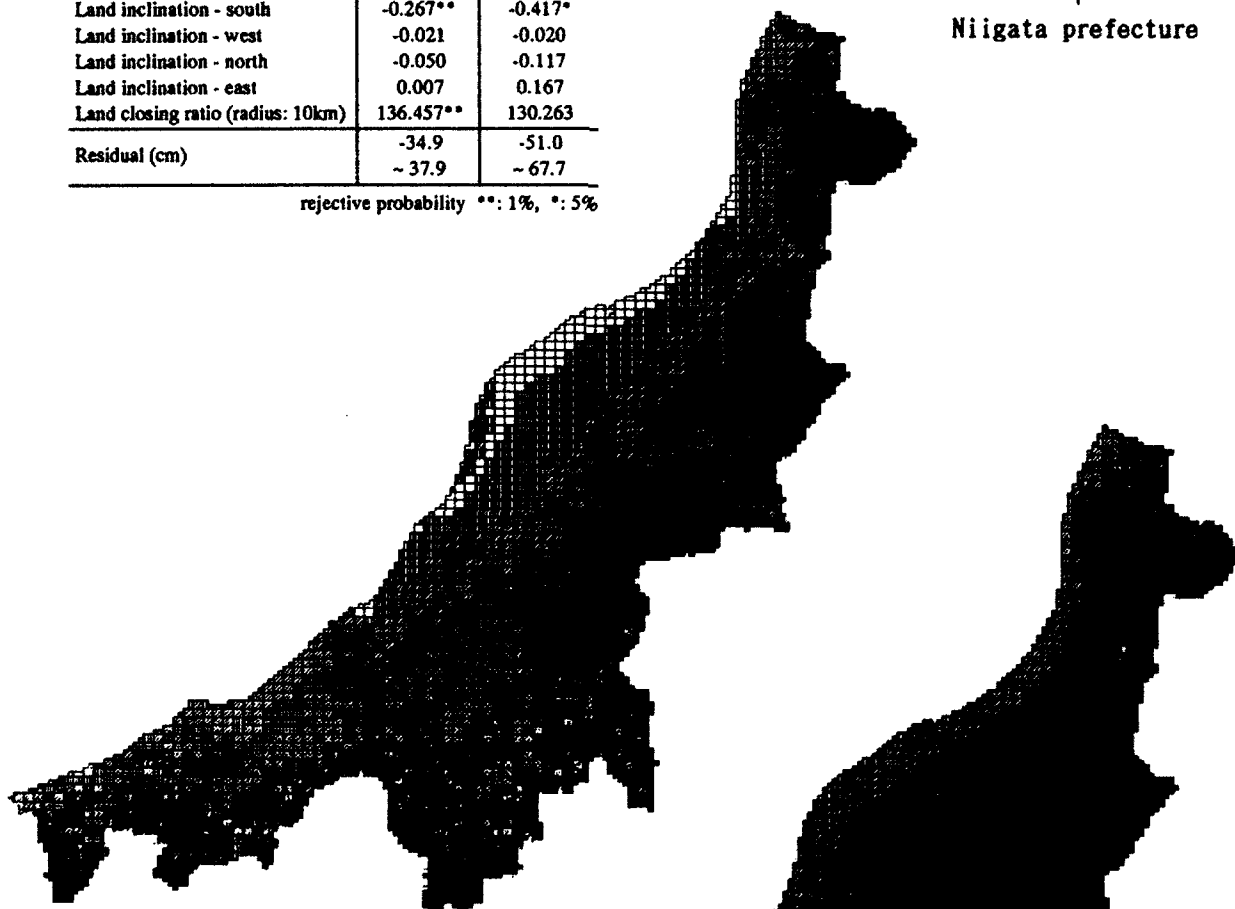 Land inclination - south -0.267** -0.417*
Land inclination - west -0.021 -0.020
Land inclination - north -0.050 -0.117
Land inclination - east 0.007 0.167
Land closing ratio (radius: 10km) 136.457** 130.263
Residual (cm) -34.9 -51.0
~ 37.9 ~ 67.7
rejective probability **: 1%, *: 5%
Niigata prefecture